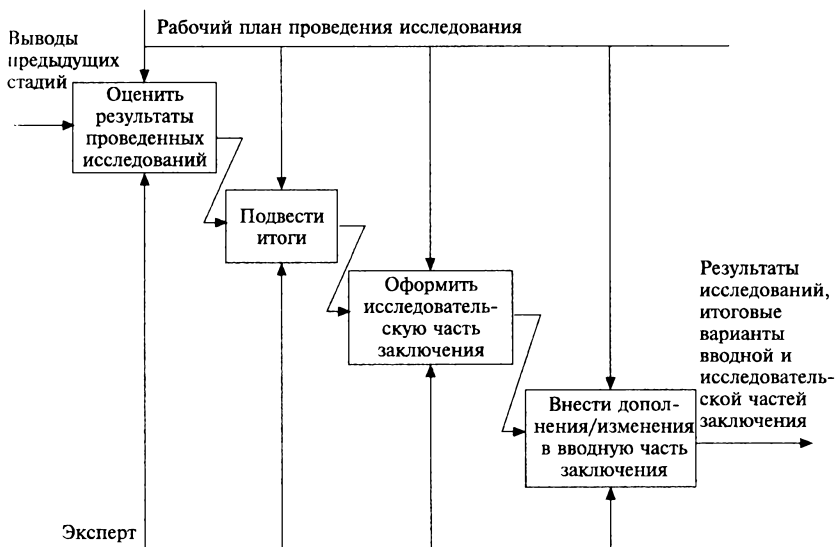 Рабочий план проведения исследования
Выводы
предыдущих
стадий
Оценить
результаты
проведенных
исследований
Подвести
итоги
Оформить
исследователь-
скую часть
заключения
Результаты
исследований,
итоговые
варианты
вводной и
исследователь-
ской частей
заключения
Внести допол-
нения/изменения
в вводную часть
заключения
Эксперт